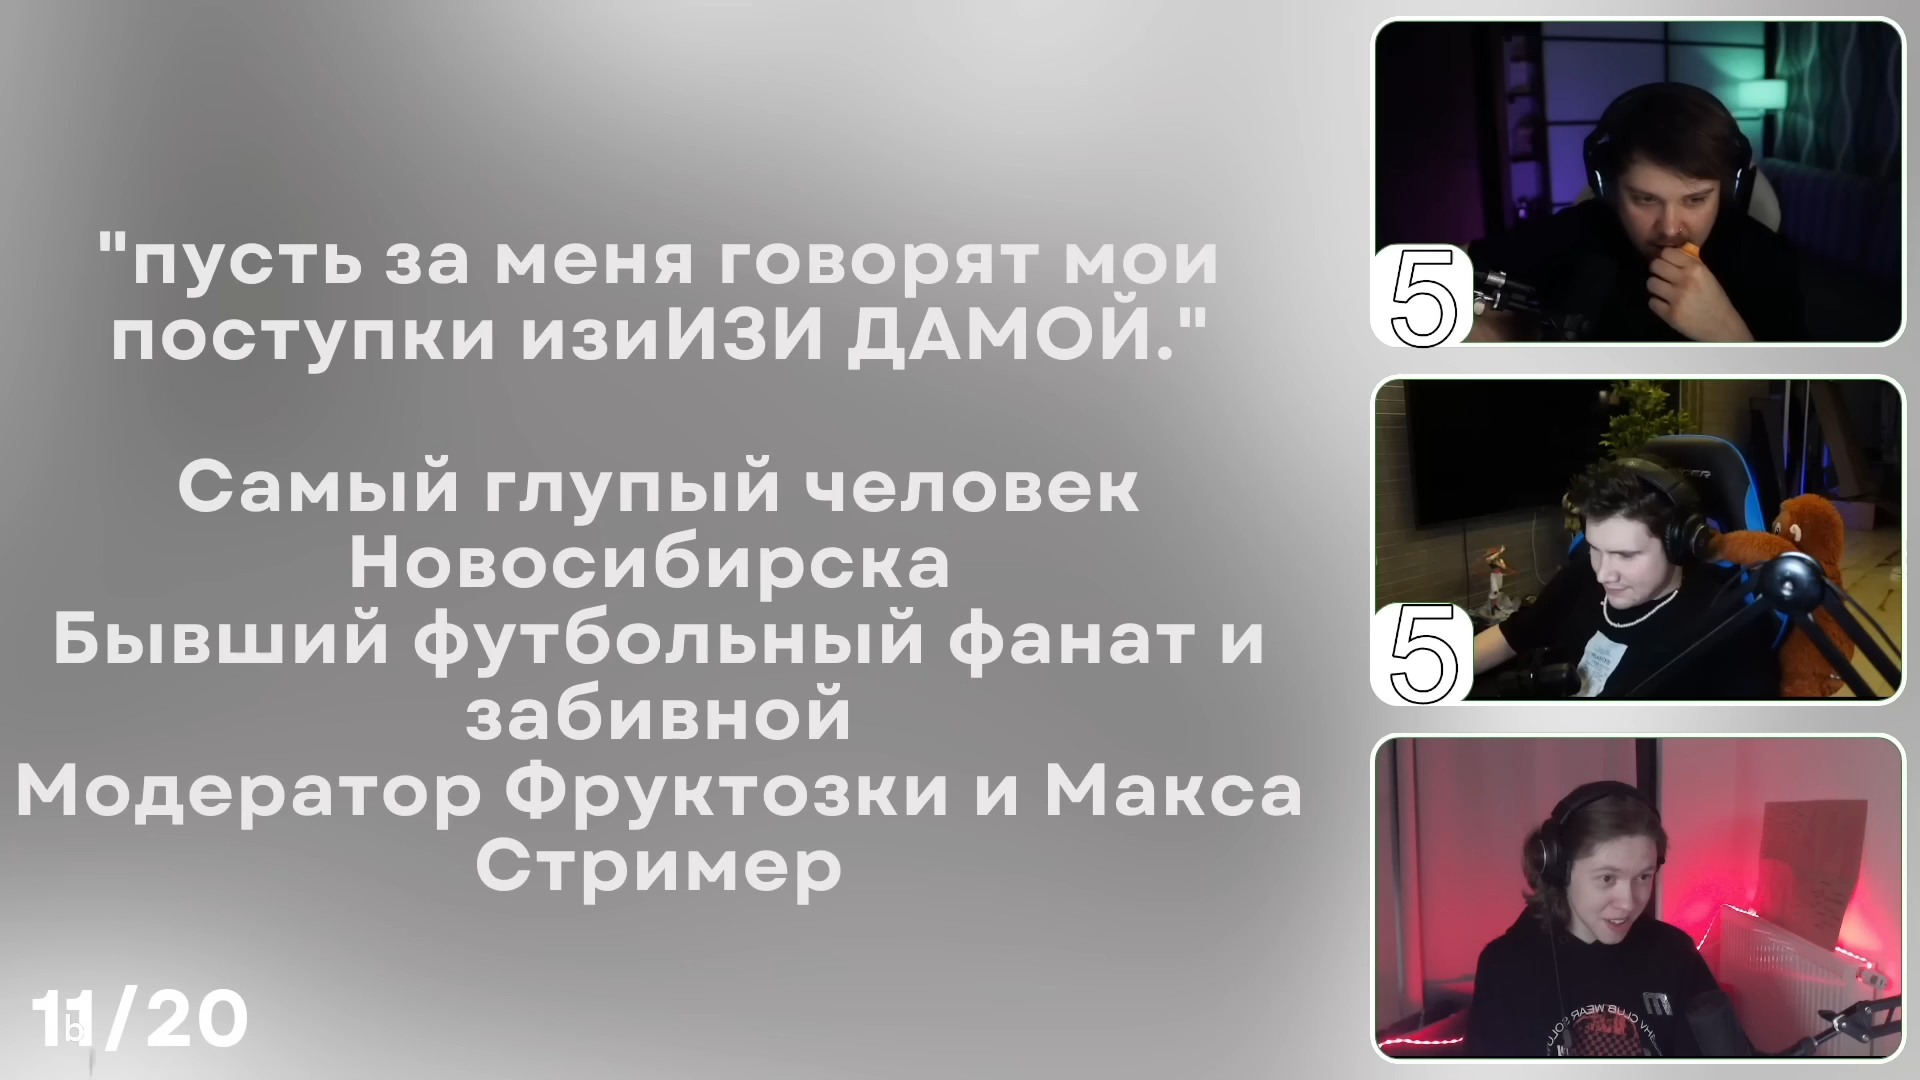 "пусть за меня говорят мои
поступки изиИЗИ ДАМОЙ."
Самый глупый человек
Новосибирска
Бывший футбольный фанат и
забивной
Модератор Фруктозки и Макса
Стример
11/20
5
5